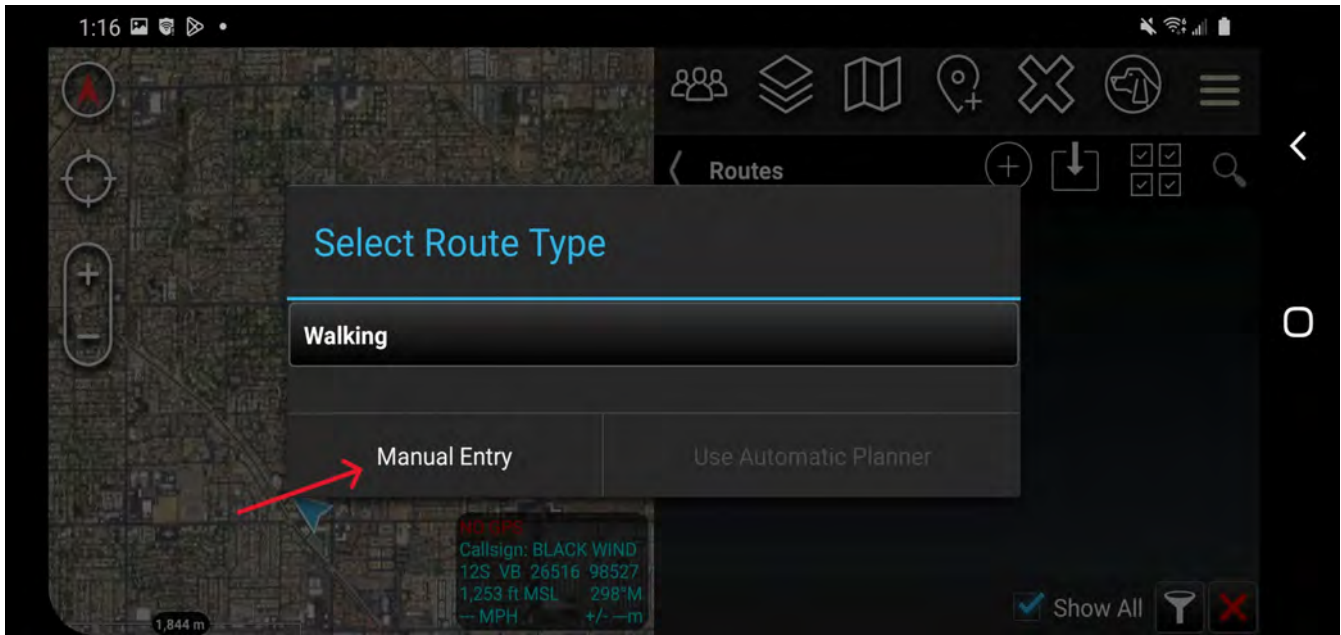 1:16
Routes
Select Route Type
Walking
Manual Entry
Use Automatic Planner
NO GPS
Callsign: BLACK WIND
12S VB 26516 98527
1,253 ft MSL 298°M
--- MPH +/- ---m
1,844 m
Show All